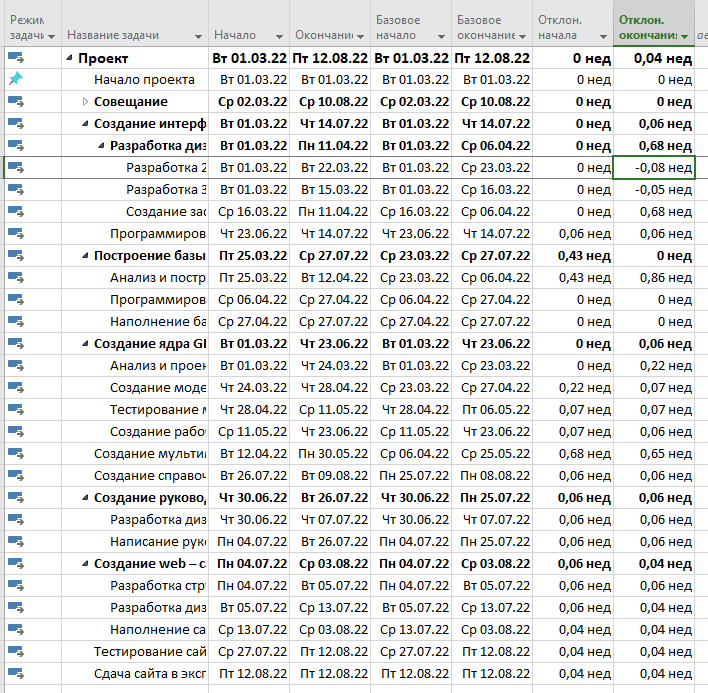 Режим задачи Название задачи Начало Окончание Базовое начало Базовое окончание Отклон. начала Отклон. окончания
Проект Вт 01.03.22 Пт 12.08.22 Вт 01.03.22 Пт 12.08.22 0 нед 0,04 нед
Начало проекта Вт 01.03.22 Вт 01.03.22 Вт 01.03.22 Вт 01.03.22 0 нед 0 нед
Совещание Ср 02.03.22 Ср 10.08.22 Ср 02.03.22 Ср 10.08.22 0 нед 0 нед
Создание интерф Вт 01.03.22 Чт 14.07.22 Вт 01.03.22 Чт 14.07.22 0 нед 0,06 нед
Разработка диз Вт 01.03.22 Пн 11.04.22 Вт 01.03.22 Ср 06.04.22 0 нед 0,68 нед
Разработка 2 Вт 01.03.22 Вт 22.03.22 Вт 01.03.22 Ср 23.03.22 0 нед -0,08 нед
Разработка 3 Вт 01.03.22 Вт 15.03.22 Вт 01.03.22 Ср 16.03.22 0 нед -0,05 нед
Создание зас Ср 16.03.22 Пн 11.04.22 Ср 16.03.22 Ср 06.04.22 0 нед 0,68 нед
Программиров Чт 23.06.22 Чт 14.07.22 Чт 23.06.22 Чт 14.07.22 0,06 нед 0,06 нед
Построение базы Пт 25.03.22 Ср 27.07.22 Ср 23.03.22 Ср 27.07.22 0,43 нед 0 нед
Анализ и постр Пт 25.03.22 Вт 12.04.22 Ср 23.03.22 Ср 06.04.22 0,43 нед 0,86 нед
Программиров Ср 06.04.22 Ср 27.04.22 Ср 06.04.22 Ср 27.04.22 0 нед 0 нед
Наполнение ба Ср 27.04.22 Ср 27.07.22 Ср 27.04.22 Ср 27.07.22 0 нед 0 нед
Создание ядра GI Вт 01.03.22 Чт 23.06.22 Вт 01.03.22 Чт 23.06.22 0 нед 0,06 нед
Анализ и проек Вт 01.03.22 Чт 24.03.22 Вт 01.03.22 Ср 23.03.22 0 нед 0,22 нед
Создание моде Чт 24.03.22 Чт 28.04.22 Ср 23.03.22 Ср 27.04.22 0,22 нед 0,07 нед
Тестирование м Чт 28.04.22 Ср 11.05.22 Чт 28.04.22 Пт 06.05.22 0,07 нед 0,07 нед
Создание рабо Ср 11.05.22 Чт 23.06.22 Ср 11.05.22 Чт 23.06.22 0,07 нед 0,06 нед
Создание мульти Вт 12.04.22 Пн 30.05.22 Ср 06.04.22 Ср 25.05.22 0,68 нед 0,65 нед
Создание справоч Вт 26.07.22 Вт 09.08.22 Пн 25.07.22 Пн 08.08.22 0,06 нед 0,06 нед
Создание руковод Чт 30.06.22 Вт 26.07.22 Чт 30.06.22 Пн 25.07.22 0,06 нед 0,06 нед
Разработка диз Чт 30.06.22 Чт 07.07.22 Чт 30.06.22 Чт 07.07.22 0,06 нед 0,06 нед
Написание рук Пн 04.07.22 Вт 26.07.22 Пн 04.07.22 Пн 25.07.22 0,06 нед 0,06 нед
Создание web – с Пн 04.07.22 Ср 03.08.22 Пн 04.07.22 Ср 03.08.22 0,06 нед 0,04 нед
Разработка стр Пн 04.07.22 Вт 05.07.22 Пн 04.07.22 Вт 05.07.22 0,06 нед 0,06 нед
Разработка диз Вт 05.07.22 Ср 13.07.22 Вт 05.07.22 Ср 13.07.22 0,06 нед 0,04 нед
Наполнение са Ср 13.07.22 Ср 03.08.22 Ср 13.07.22 Ср 03.08.22 0,04 нед 0,04 нед
Тестирование сай Ср 27.07.22 Пт 12.08.22 Ср 27.07.22 Пт 12.08.22 0,04 нед 0,04 нед
Сдача сайта в эксп Пт 12.08.22 Пт 12.08.22 Пт 12.08.22 Пт 12.08.22 0,04 нед 0,04 нед